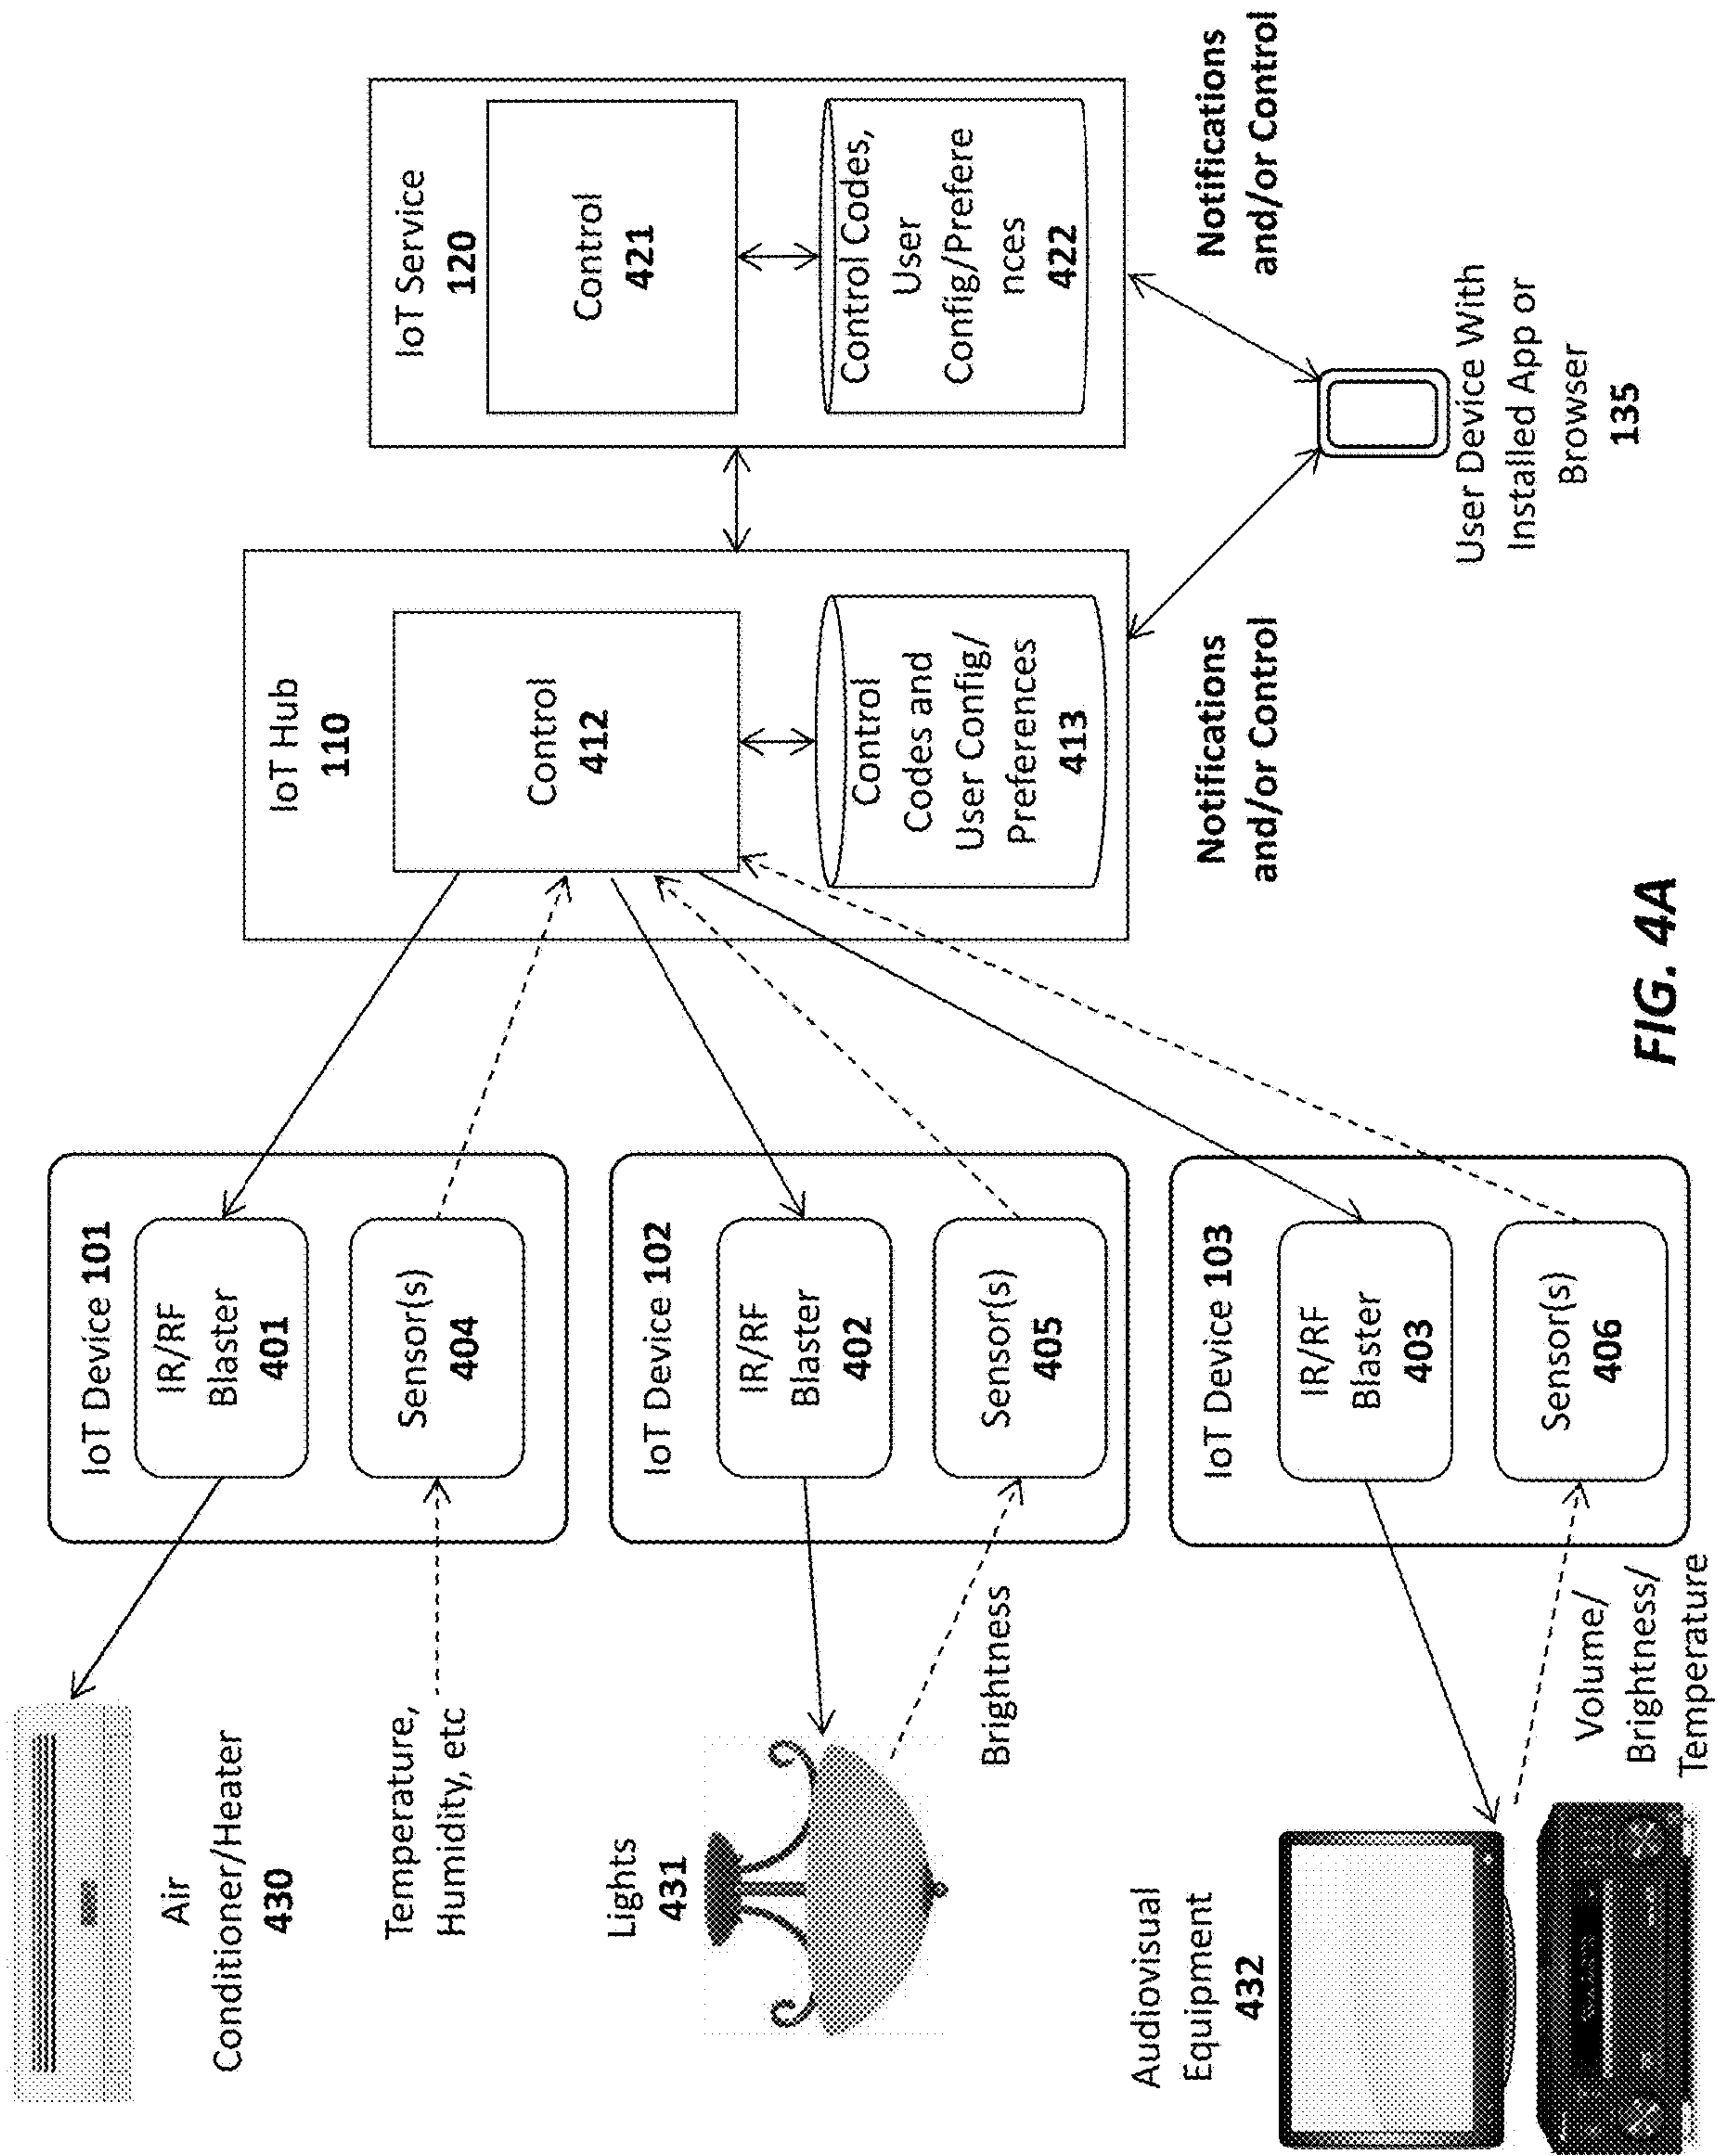 Air
Conditioner/Heater
430
Temperature,
Humidity, etc
Lights
431
Brightness
Audiovisual
Equipment
432
Volume/
Brightness/
Temperature
IoT Device 101
IR/RF
Blaster
401
Sensor(s)
404
IoT Device 102
IR/RF
Blaster
402
Sensor(s)
405
IoT Device 103
IR/RF
Blaster
403
Sensor(s)
406
IoT Hub
110
Control
412
Control
Codes and
User Config/
Preferences
413
Notifications
and/or Control
IoT Service
120
Control
421
Control Codes,
User
Config/Prefere
nces
422
Notifications
and/or Control
User Device With
Installed App or
Browser
135
FIG. 4A